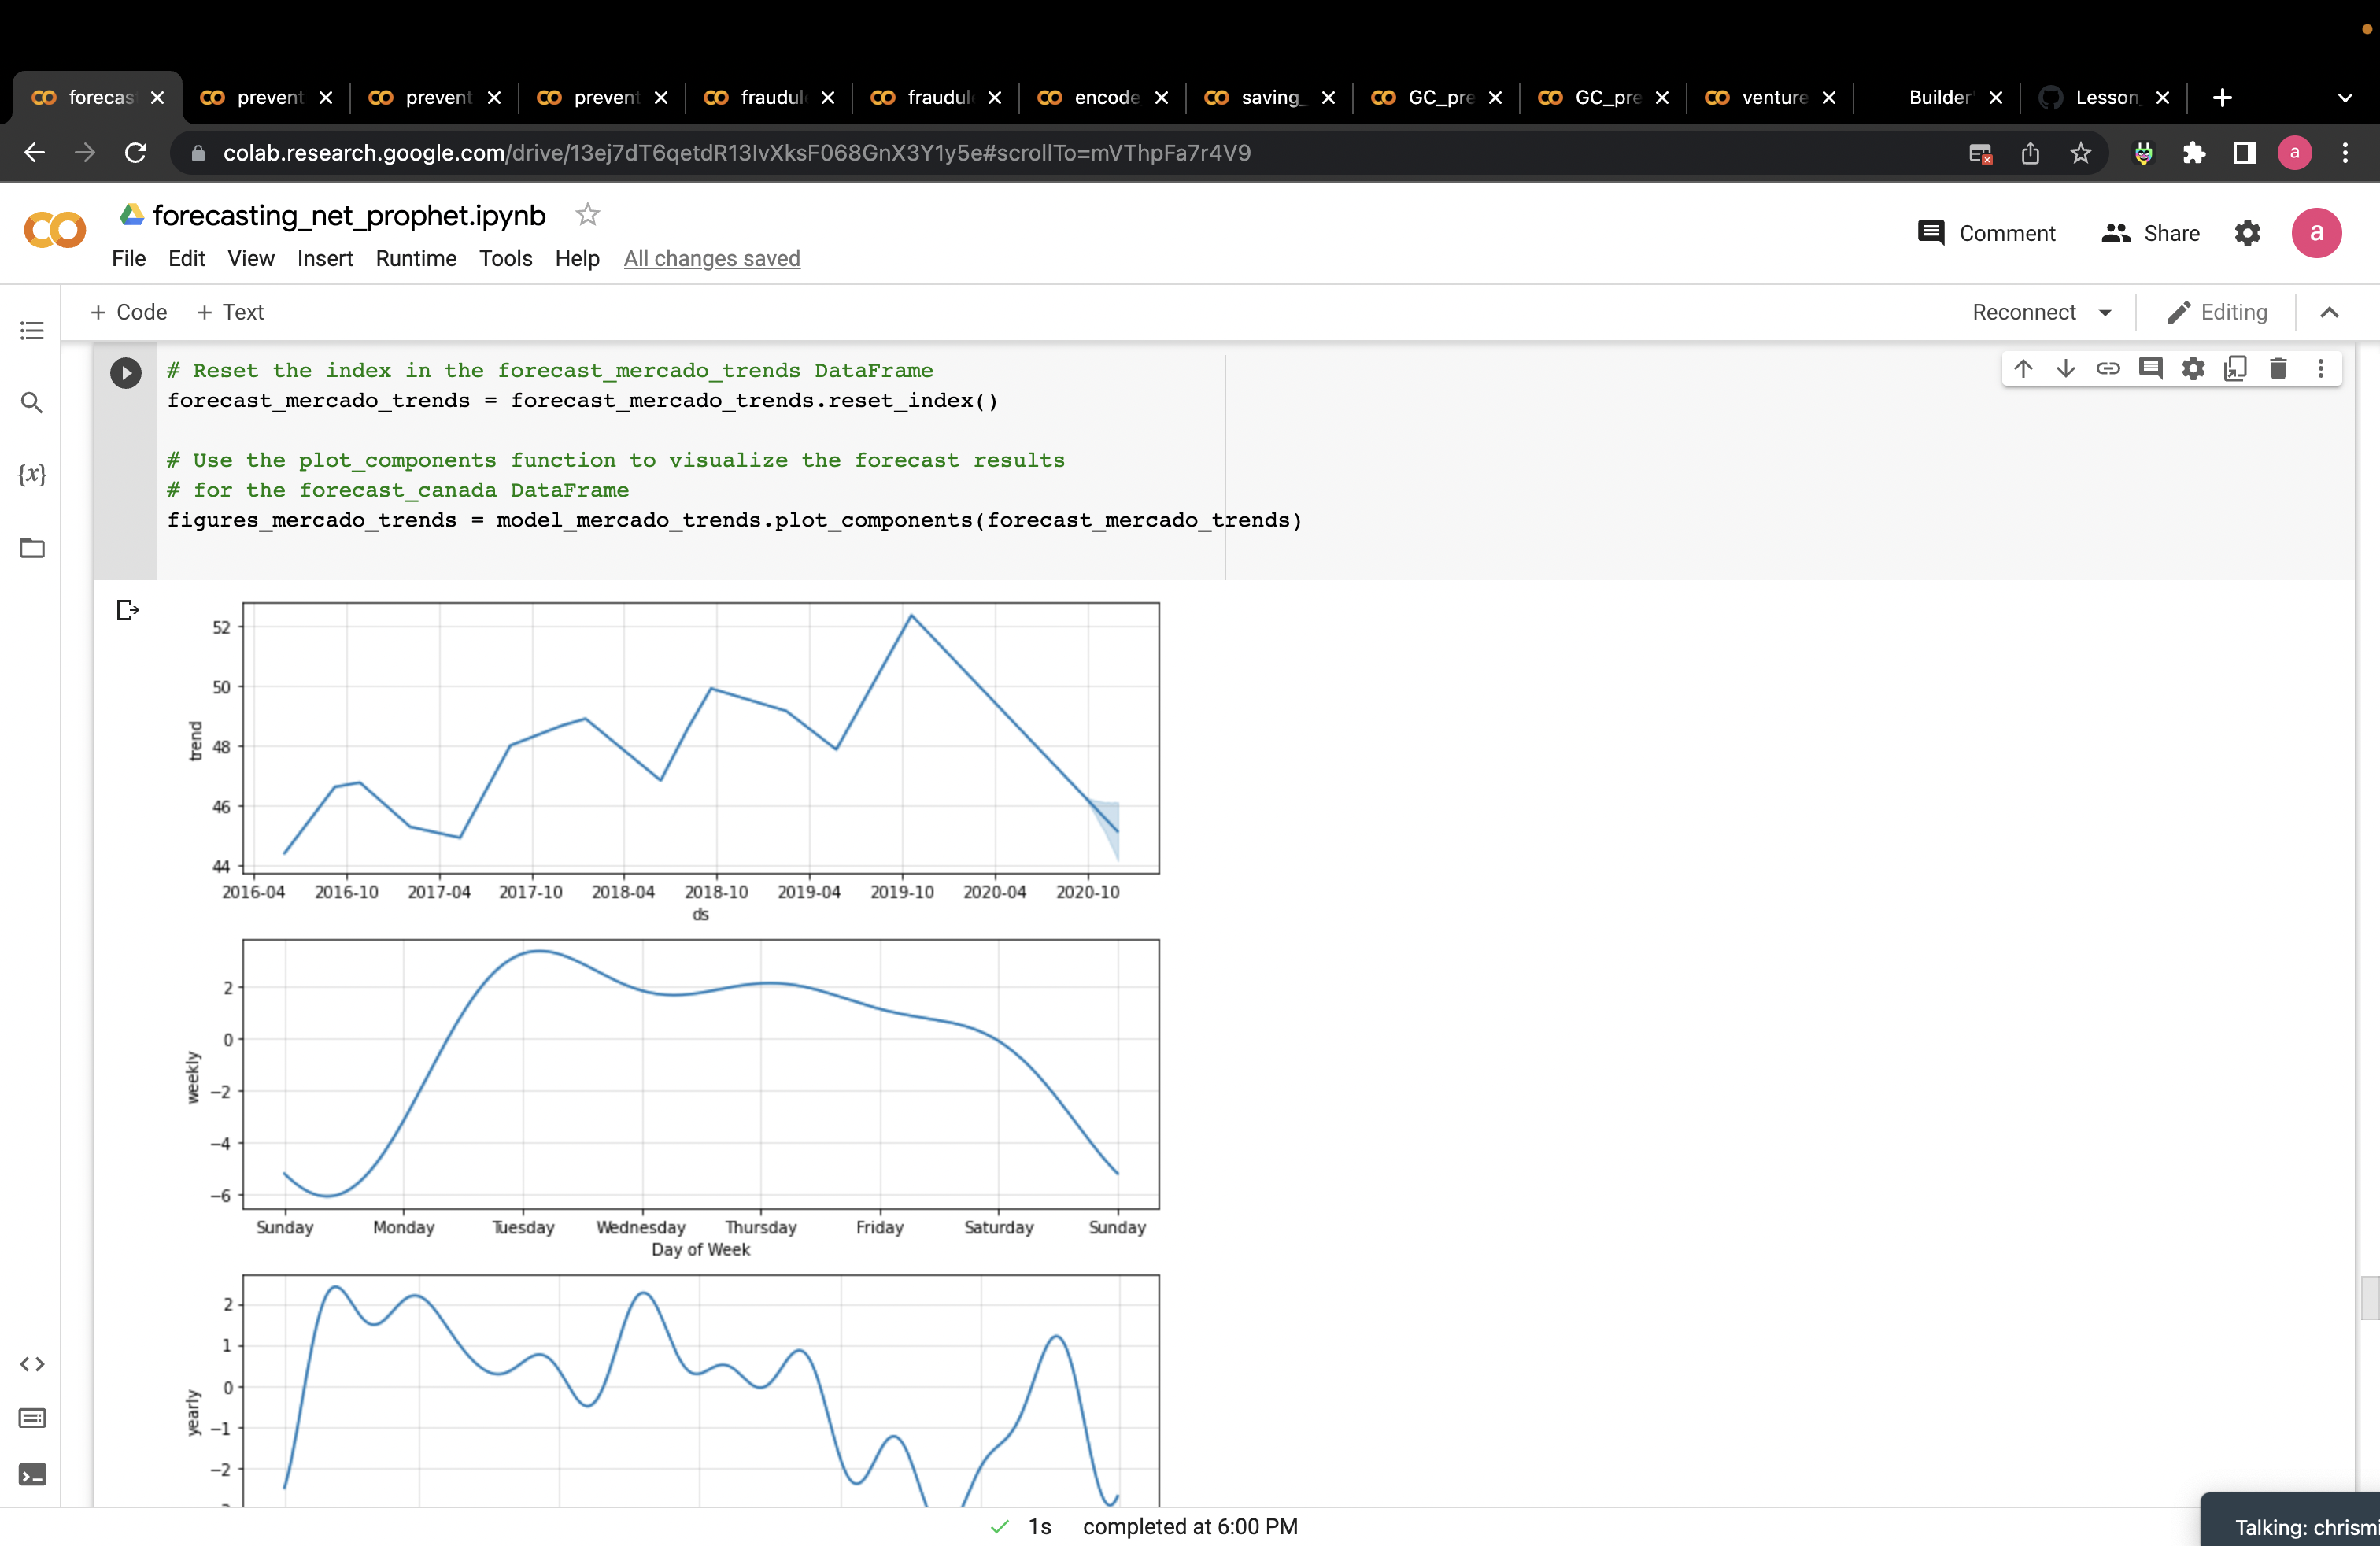 forecas
prevent
prevent
prevent
fraudul
fraudul
encode
saving_
GC_pre
GC_pre
venture
Builder'
Lesson_
colab.research.google.com/drive/13ej7dT6qetdR13IvXksF068GnX3Y1y5e#scrollTo=mVThpFa7r4V9
a
forecasting_net_prophet.ipynb
File Edit View Insert Runtime Tools Help All changes saved
Comment Share a
+ Code + Text
Reconnect Editing
{x}
# Reset the index in the forecast_mercado_trends DataFrame
forecast_mercado_trends = forecast_mercado_trends.reset_index()
# Use the plot_components function to visualize the forecast results
# for the forecast_canada DataFrame
figures_mercado_trends = model_mercado_trends.plot_components(forecast_mercado_trends)
52
50
48
46
44
trend
2016-04 2016-10 2017-04 2017-10 2018-04 2018-10 2019-04 2019-10 2020-04 2020-10
ds
2
0
−2
−4
−6
weekly
Sunday Monday Tuesday Wednesday Thursday Friday Saturday Sunday
Day of Week
2
1
0
−1
−2
yearly
1s completed at 6:00 PM
Talking: chrismi